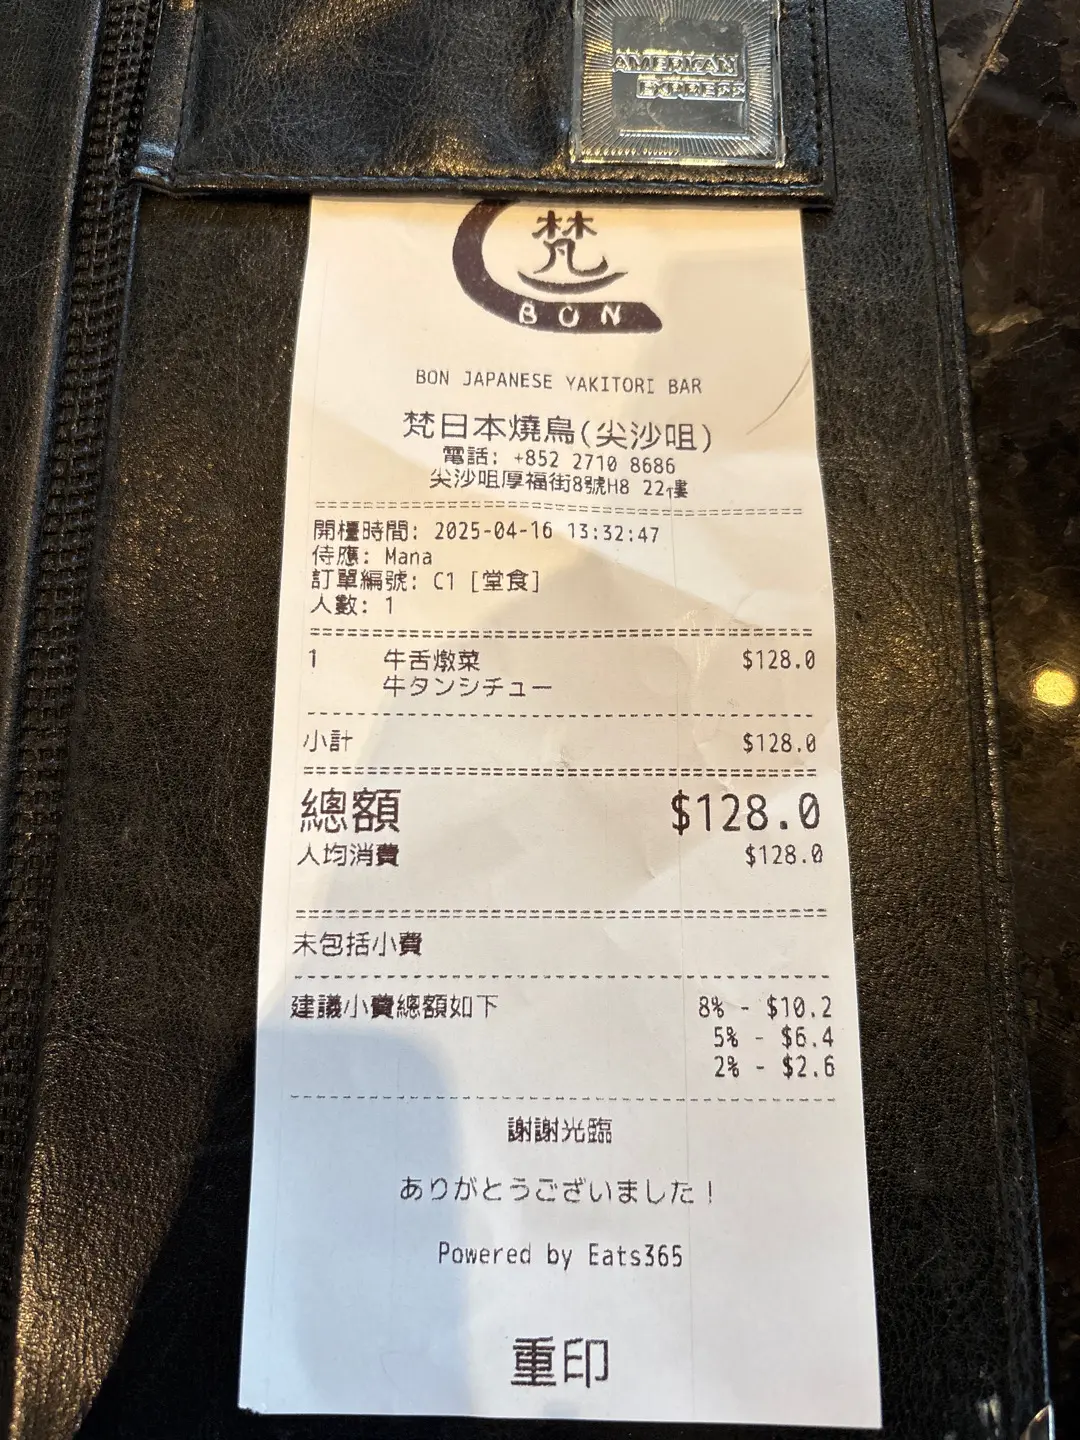 AMERICAN
EXPRESS
梵
BON
BON JAPANESE YAKITORI BAR
梵日本燒鳥(尖沙咀)
電話: +852 2710 8686
尖沙咀厚福街8號H8 22樓
開檯時間: 2025-04-16 13:32:47
侍應: Mana
訂單編號: C1 [堂食]
人數: 1
1 牛舌燉菜 $128.0
牛タンシチュー
小計 $128.0
總額 $128.0
人均消費 $128.0
未包括小費
建議小費總額如下 8% - $10.2
5% - $6.4
2% - $2.6
謝謝光臨
ありがとうございました!
Powered by Eats365
重印